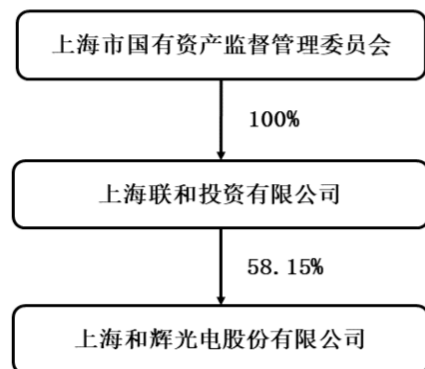 上海市国有资产监督管理委员会
100%
上海联和投资有限公司
58.15%
上海和辉光电股份有限公司